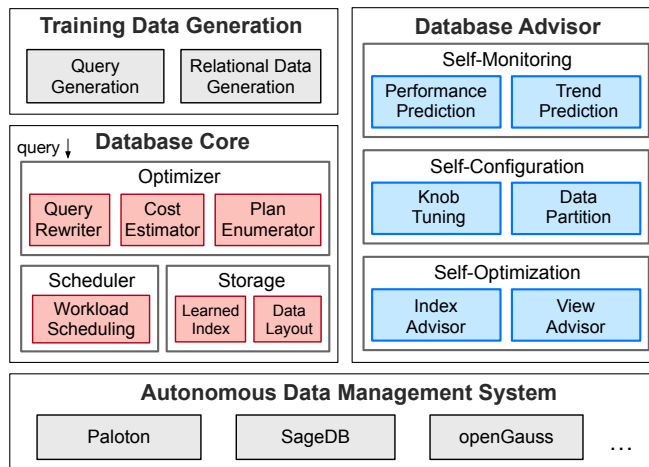 Training Data Generation
Query
Generation
Relational Data
Generation
Database Core
query
Optimizer
Query
Rewriter
Cost
Estimator
Plan
Enumerator
Scheduler
Workload
Scheduling
Storage
Learned
Index
Data
Layout
Database Advisor
Self-Monitoring
Performance
Prediction
Trend
Prediction
Self-Configuration
Knob
Tuning
Data
Partition
Self-Optimization
Index
Advisor
View
Advisor
Autonomous Data Management System
Paloton
SageDB
openGauss
...